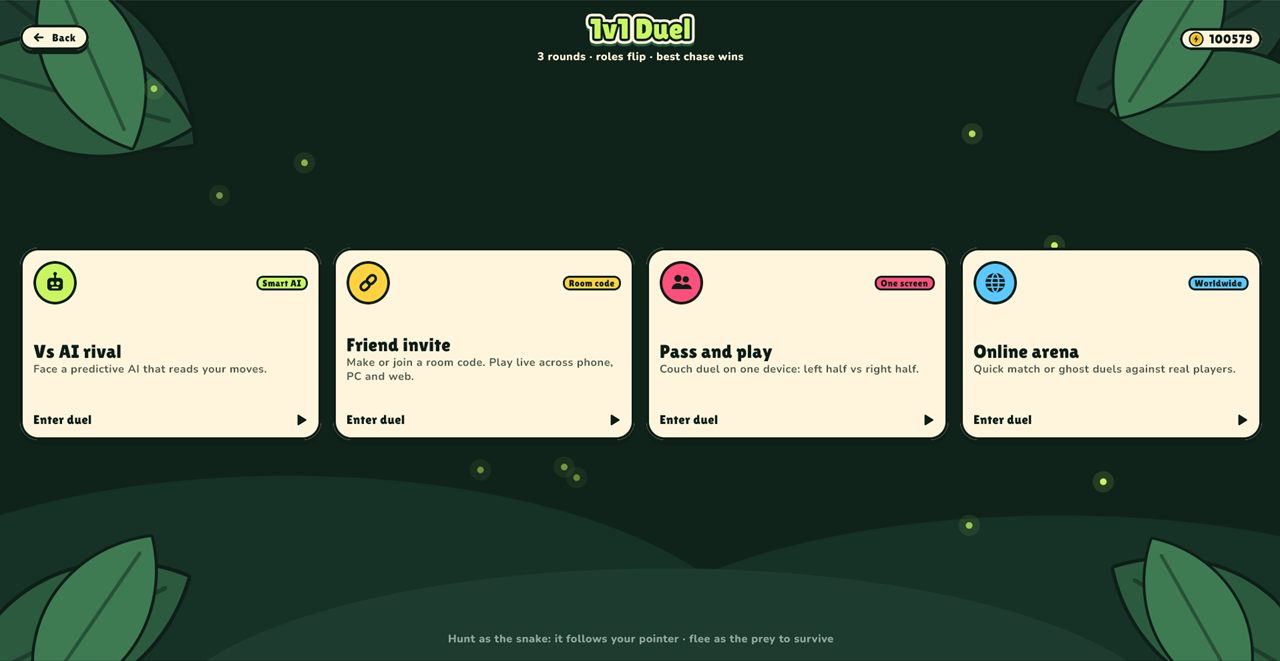 Back
1v1 Duel
100579
3 rounds · roles flip · best chase wins
Smart AI
Vs AI rival
Face a predictive AI that reads your moves.
Enter duel
Room code
Friend invite
Make or join a room code. Play live across phone,
PC and web.
Enter duel
One screen
Pass and play
Couch duel on one device: left half vs right half.
Enter duel
Worldwide
Online arena
Quick match or ghost duels against real players.
Enter duel
Hunt as the snake: it follows your pointer · flee as the prey to survive